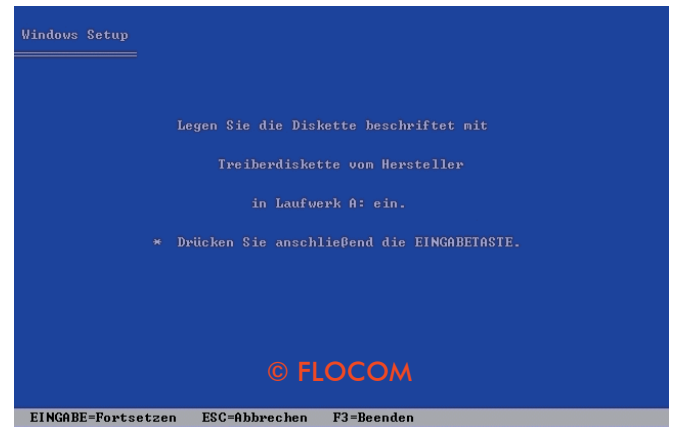 Windows Setup
Legen Sie die Diskette beschriftet mit
Treiberdiskette vom Hersteller
in Laufwerk A: ein.
* Drücken Sie anschließend die EINGABETASTE.
© FLOCOM
EINGABE=Fortsetzen ESC=Abbrechen F3=Beenden